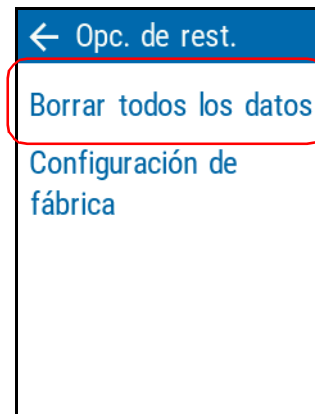 ← Opc. de rest.
Borrar todos los datos
Configuración de
fábrica